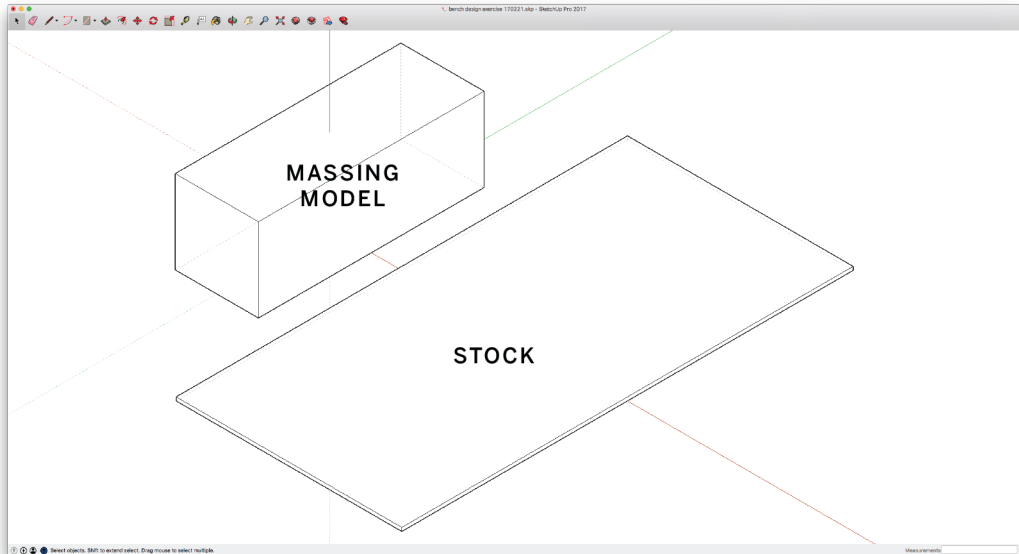 bench design exercise 170221.skp - SketchUp Pro 2017
MASSING
MODEL
STOCK
Select objects. Shift to extend select. Drag mouse to select multiple.
Measurements